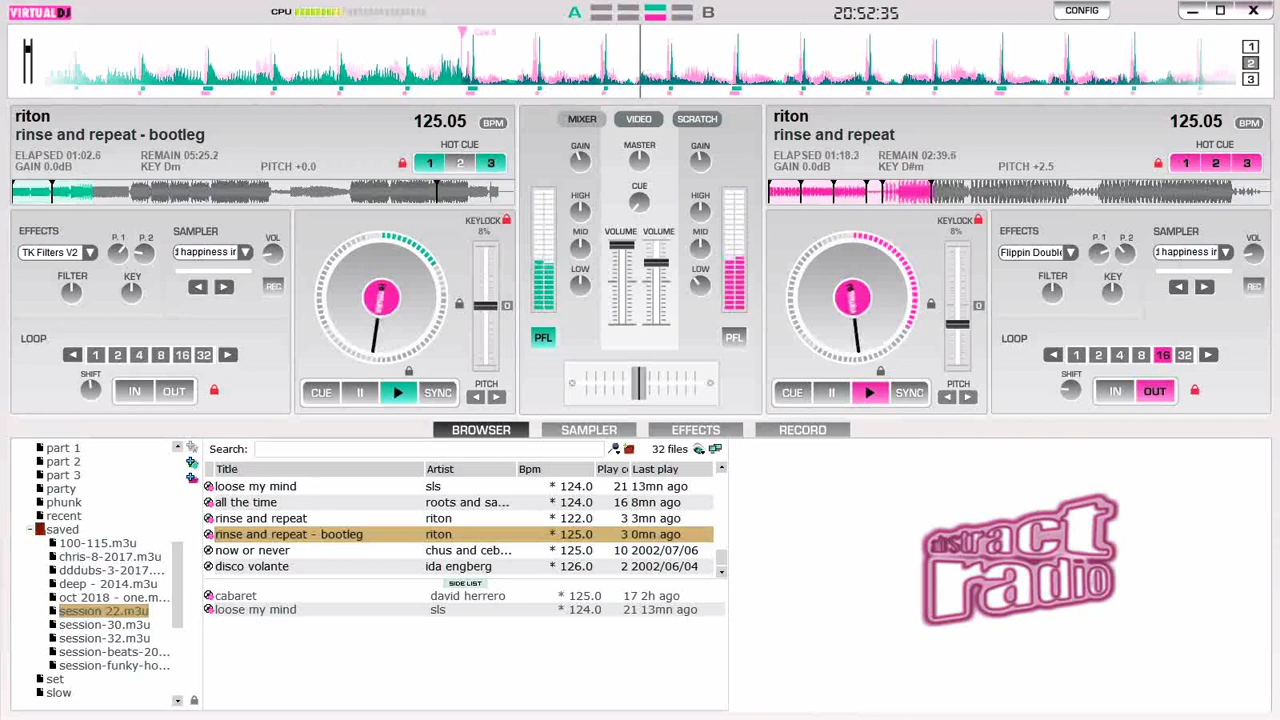 VIRTUALDJ
CPU
A
B
20:52:35
CONFIG
Cue 5
1
2
3
riton
rinse and repeat - bootleg
125.05 BPM
ELAPSED 01:02.6 REMAIN 05:25.2
GAIN 0.0dB KEY Dm PITCH +0.0
HOT CUE
1 2 3
MIXER VIDEO SCRATCH
GAIN MASTER GAIN
HIGH CUE HIGH
MID VOLUME VOLUME MID
LOW LOW
PFL PFL
riton
rinse and repeat
125.05 BPM
ELAPSED 01:18.3 REMAIN 02:39.6
GAIN 0.0dB KEY D#m PITCH +2.5
HOT CUE
1 2 3
EFFECTS P. 1 P. 2 SAMPLER VOL
TK Filters V2 d happiness ir
FILTER KEY REC
LOOP
1 2 4 8 16 32
SHIFT IN OUT
KEYLOCK
8%
0
CUE II SYNC
PITCH
KEYLOCK
8%
0
CUE II SYNC
PITCH
EFFECTS P. 1 P. 2 SAMPLER VOL
Flippin Double d happiness ir
FILTER KEY REC
LOOP
1 2 4 8 16 32
SHIFT IN OUT
BROWSER SAMPLER EFFECTS RECORD
part 1
part 2
part 3
party
phunk
recent
saved
100-115.m3u
chris-8-2017.m3u
dddubs-3-2017....
deep - 2014.m3u
oct 2018 - one.m...
session 22.m3u
session-30.m3u
session-32.m3u
session-beats-20...
session-funky-ho...
set
slow
Search: 32 files
Title Artist Bpm Play c Last play
loose my mind sls * 124.0 21 13mn ago
all the time roots and sa... * 124.0 16 8mn ago
rinse and repeat riton * 122.0 3 3mn ago
rinse and repeat - bootleg riton * 125.0 3 0mn ago
now or never chus and ceb... * 125.0 10 2002/07/06
disco volante ida engberg * 126.0 2 2002/06/04
SIDE LIST
cabaret david herrero * 125.0 17 2h ago
loose my mind sls * 124.0 21 13mn ago
abstract
radio